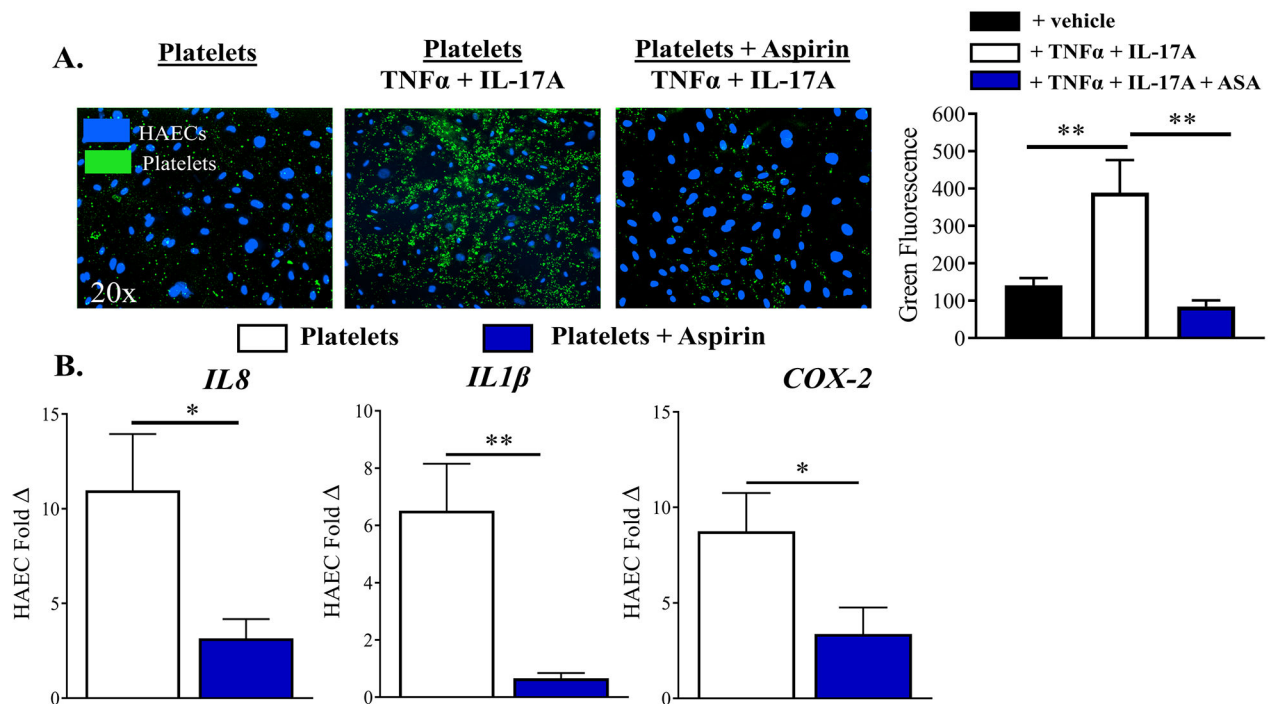 A.
Platelets
Platelets
TNFα + IL-17A
Platelets + Aspirin
TNFα + IL-17A
HAECs
Platelets
20x
+ vehicle
+ TNFα + IL-17A
+ TNFα + IL-17A + ASA
Green Fluorescence
600
500
400
300
200
100
0
**
**
Platelets
Platelets + Aspirin
B.
IL8
HAEC Fold Δ
15
10
5
0
*
IL1β
HAEC Fold Δ
10
8
6
4
2
0
**
COX-2
HAEC Fold Δ
15
10
5
0
*